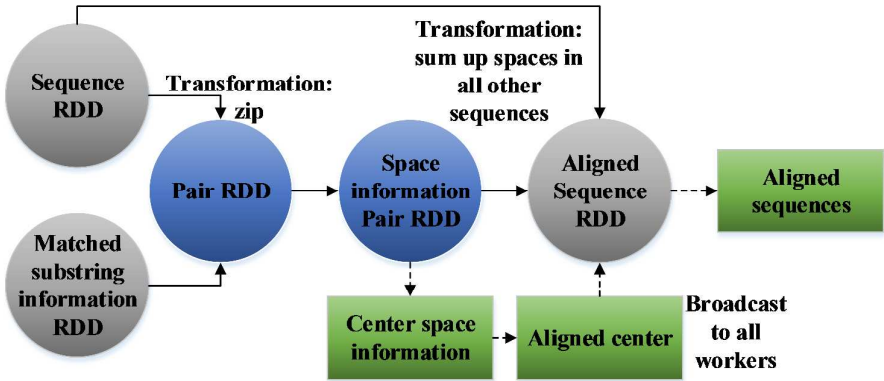 Sequence
RDD
Transformation:
zip
Transformation:
sum up spaces in
all other
sequences
Pair RDD
Space
information
Pair RDD
Aligned
Sequence
RDD
Aligned
sequences
Matched
substring
information
RDD
Center space
information
Aligned center
Broadcast
to all
workers